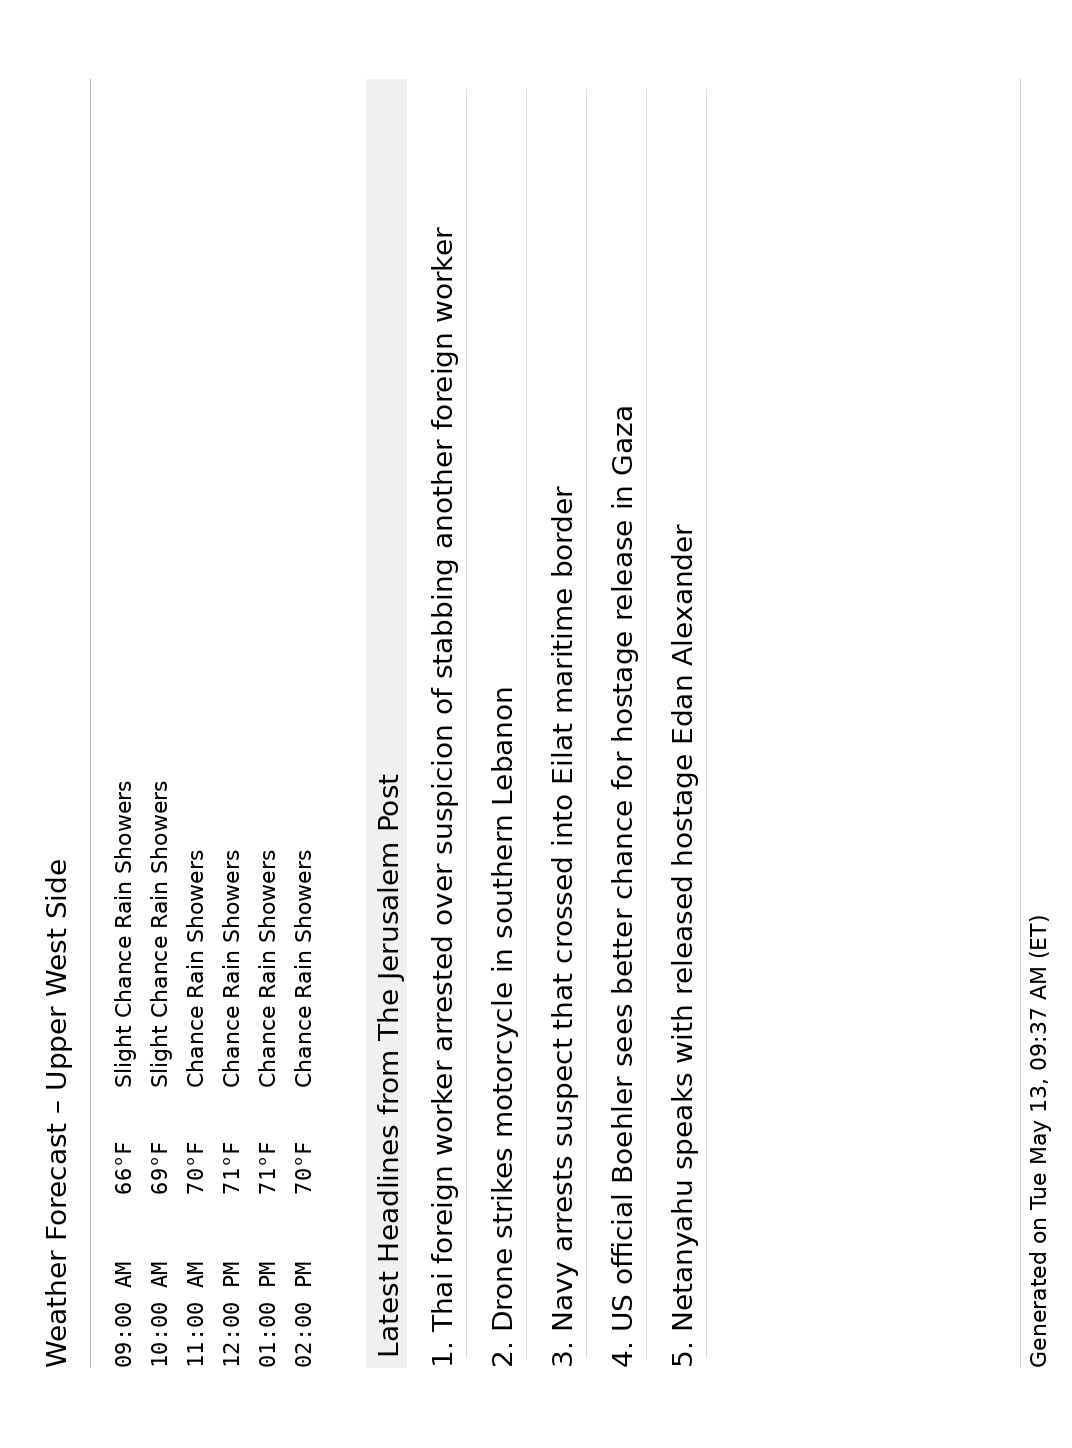 Weather Forecast – Upper West Side
09:00 AM 66°F Slight Chance Rain Showers
10:00 AM 69°F Slight Chance Rain Showers
11:00 AM 70°F Chance Rain Showers
12:00 PM 71°F Chance Rain Showers
01:00 PM 71°F Chance Rain Showers
02:00 PM 70°F Chance Rain Showers
Latest Headlines from The Jerusalem Post
1. Thai foreign worker arrested over suspicion of stabbing another foreign worker
2. Drone strikes motorcycle in southern Lebanon
3. Navy arrests suspect that crossed into Eilat maritime border
4. US official Boehler sees better chance for hostage release in Gaza
5. Netanyahu speaks with released hostage Edan Alexander
Generated on Tue May 13, 09:37 AM (ET)